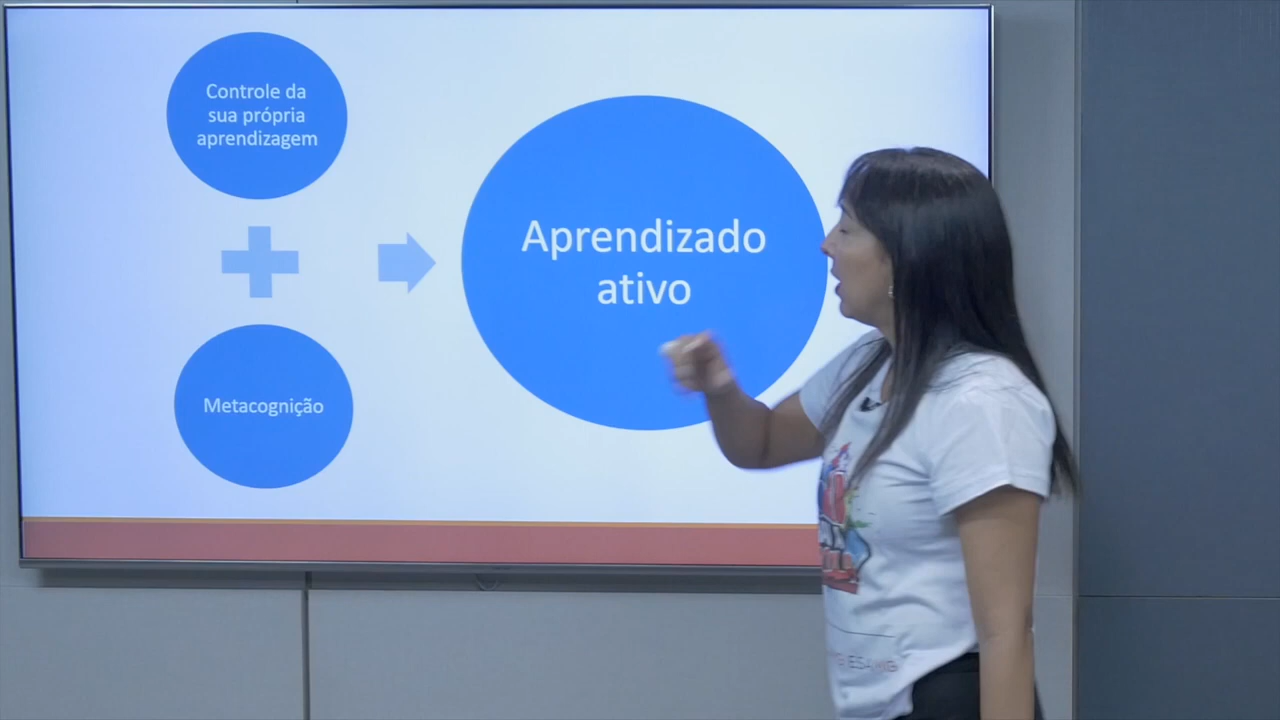 Controle da
sua própria
aprendizagem
Metacognição
Aprendizado
ativo